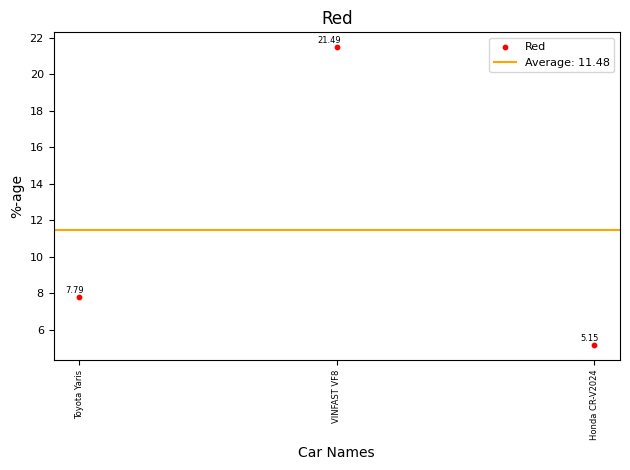 Red
22
20
18
16
14
12
10
8
6
%-age
21.49
7.79
5.15
Red
Average: 11.48
Toyota Yaris
VINFAST VF8
Honda CR-V2024
Car Names